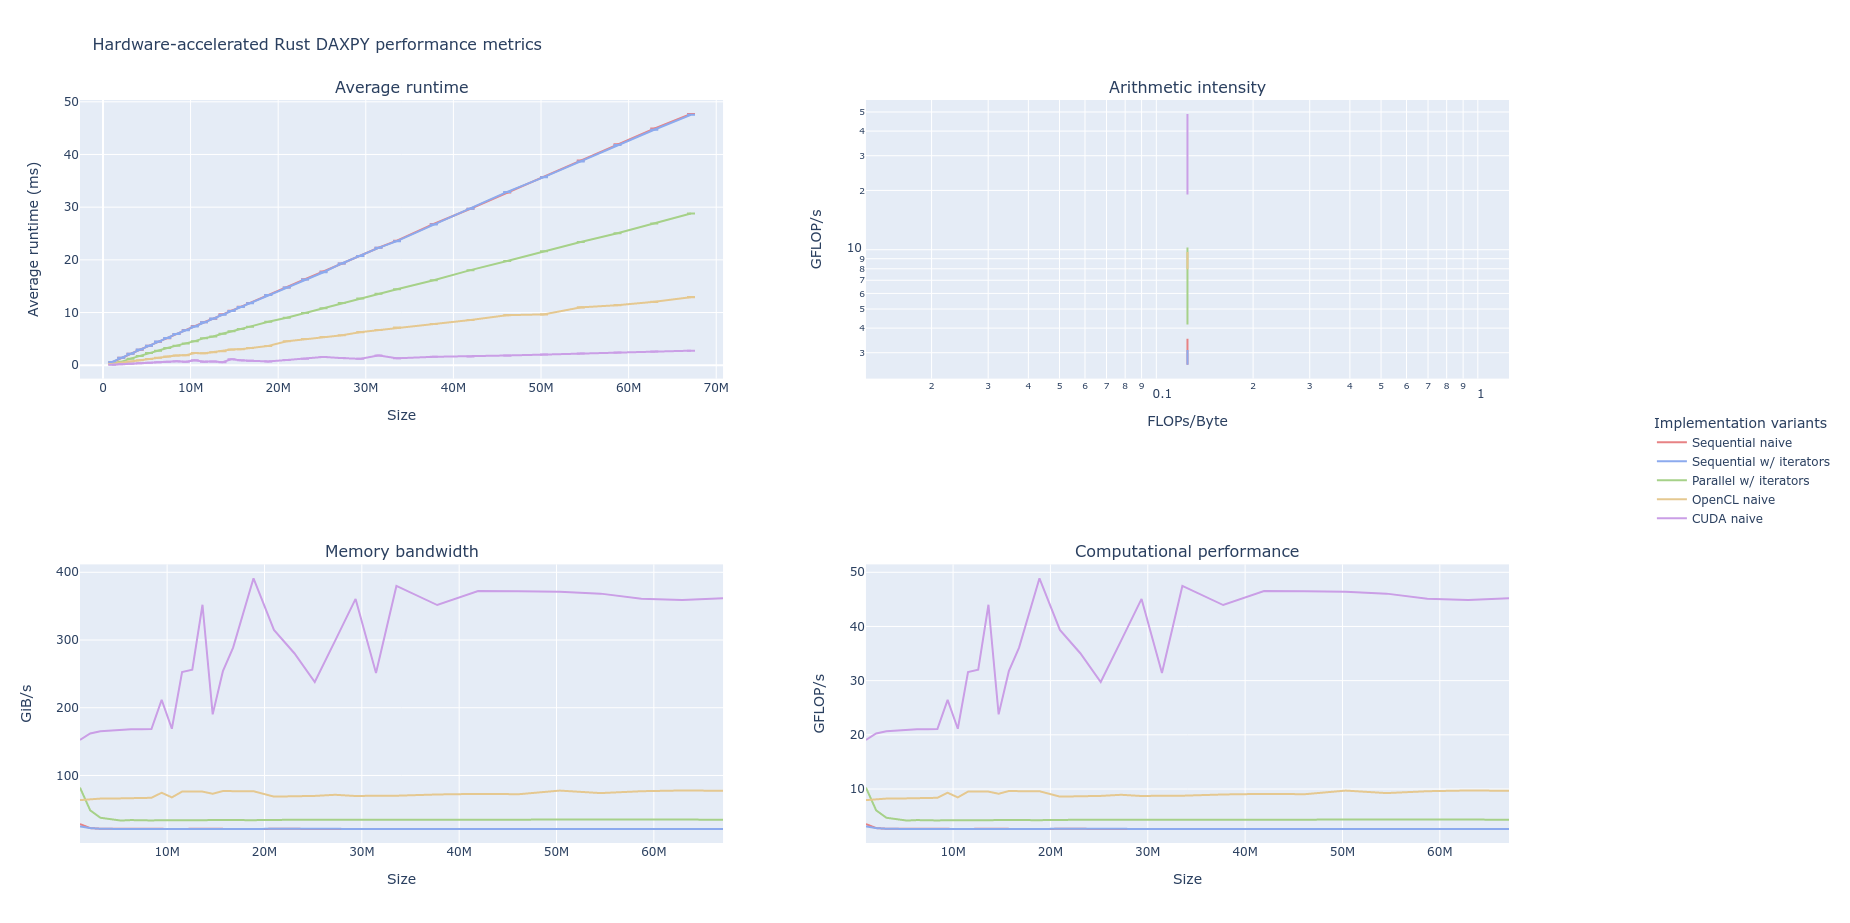 Hardware-accelerated Rust DAXPY performance metrics
Average runtime
50
40
30
20
10
0
Average runtime (ms)
0 10M 20M 30M 40M 50M 60M 70M
Size
Arithmetic intensity
5
4
3
2
10
9
8
7
6
5
4
3
GFLOP/s
2 3 4 5 6 7 8 9 0.1 2 3 4 5 6 7 8 9 1
FLOPs/Byte
Implementation variants
Sequential naive
Sequential w/ iterators
Parallel w/ iterators
OpenCL naive
CUDA naive
Memory bandwidth
400
300
200
100
GiB/s
10M 20M 30M 40M 50M 60M
Size
Computational performance
50
40
30
20
10
GFLOP/s
10M 20M 30M 40M 50M 60M
Size